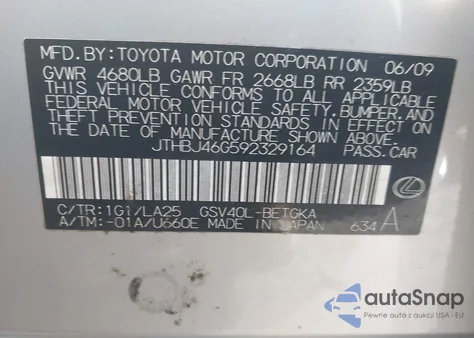 MFD.BY: TOYOTA MOTOR CORPORATION 06/09
GVWR 4680LB GAWR FR 2668LB RR 2359LB
THIS VEHICLE CONFORMS TO ALL APPLICABLE
FEDERAL MOTOR VEHICLE SAFETY, BUMPER, AND
THEFT PREVENTION STANDARDS IN EFFECT ON
THE DATE OF MANUFACTURE SHOWN ABOVE.
JTHBJ46G592329164 PASS.CAR
C/TR: 1G1/LA25 GSV40L-BETGKA
A/TM:-01A/U660E MADE IN JAPAN 634 A
autoSnap
Pewne auta z aukcji USA i EU